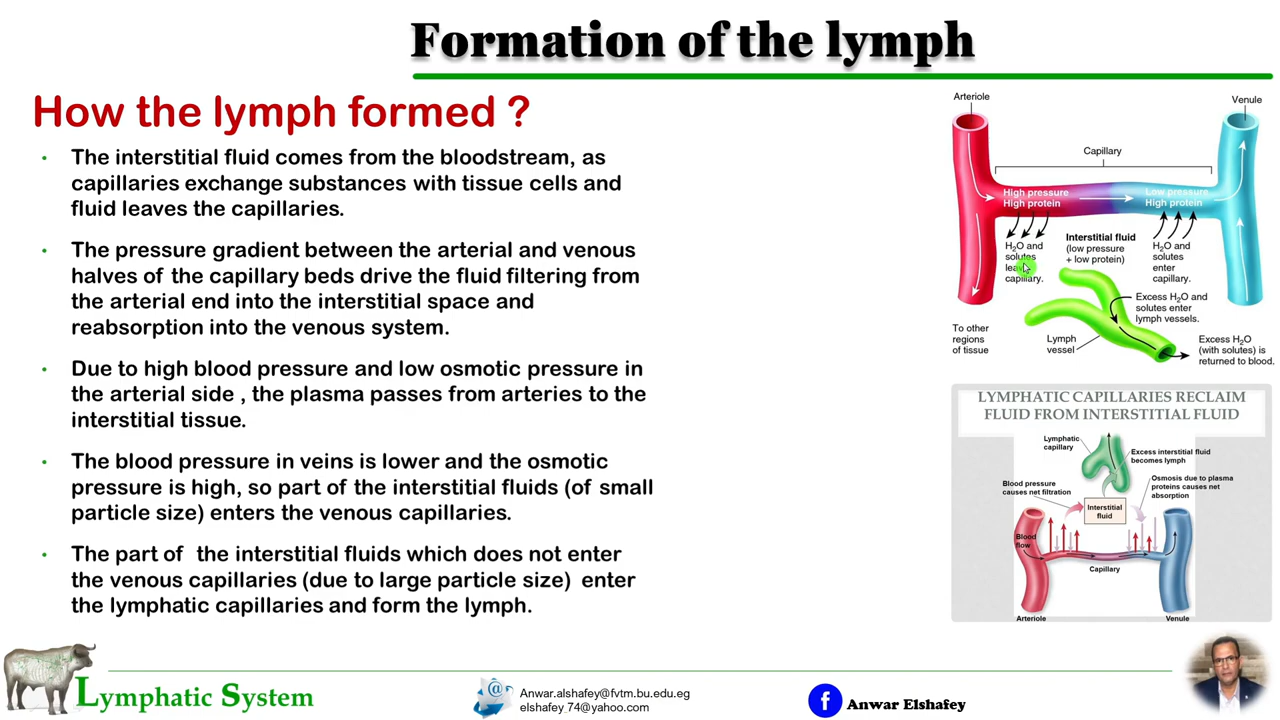 Formation of the lymph
How the lymph formed ?
• The interstitial fluid comes from the bloodstream, as
capillaries exchange substances with tissue cells and
fluid leaves the capillaries.
• The pressure gradient between the arterial and venous
halves of the capillary beds drive the fluid filtering from
the arterial end into the interstitial space and
reabsorption into the venous system.
• Due to high blood pressure and low osmotic pressure in
the arterial side , the plasma passes from arteries to the
interstitial tissue.
• The blood pressure in veins is lower and the osmotic
pressure is high, so part of the interstitial fluids (of small
particle size) enters the venous capillaries.
• The part of the interstitial fluids which does not enter
the venous capillaries (due to large particle size) enter
the lymphatic capillaries and form the lymph.
Arteriole
Venule
Capillary
High pressure
High protein
Low pressure
High protein
H₂O and
solutes
leave
capillary.
Interstitial fluid
(low pressure
+ low protein)
H₂O and
solutes
enter
capillary.
Excess H₂O and
solutes enter
lymph vessels.
To other
regions
of tissue
Lymph
vessel
Excess H₂O
(with solutes) is
returned to blood.
LYMPHATIC CAPILLARIES RECLAIM
FLUID FROM INTERSTITIAL FLUID
Lymphatic
capillary
Excess interstitial fluid
becomes lymph
Blood pressure
causes net filtration
Osmosis due to plasma
proteins causes net
absorption
Interstitial
fluid
Blood
flow
Capillary
Arteriole
Venule
Lymphatic System
@
Anwar.elshafey@fvtm.bu.edu.eg
elshafey_74@yahoo.com
f
Anwar Elshafey